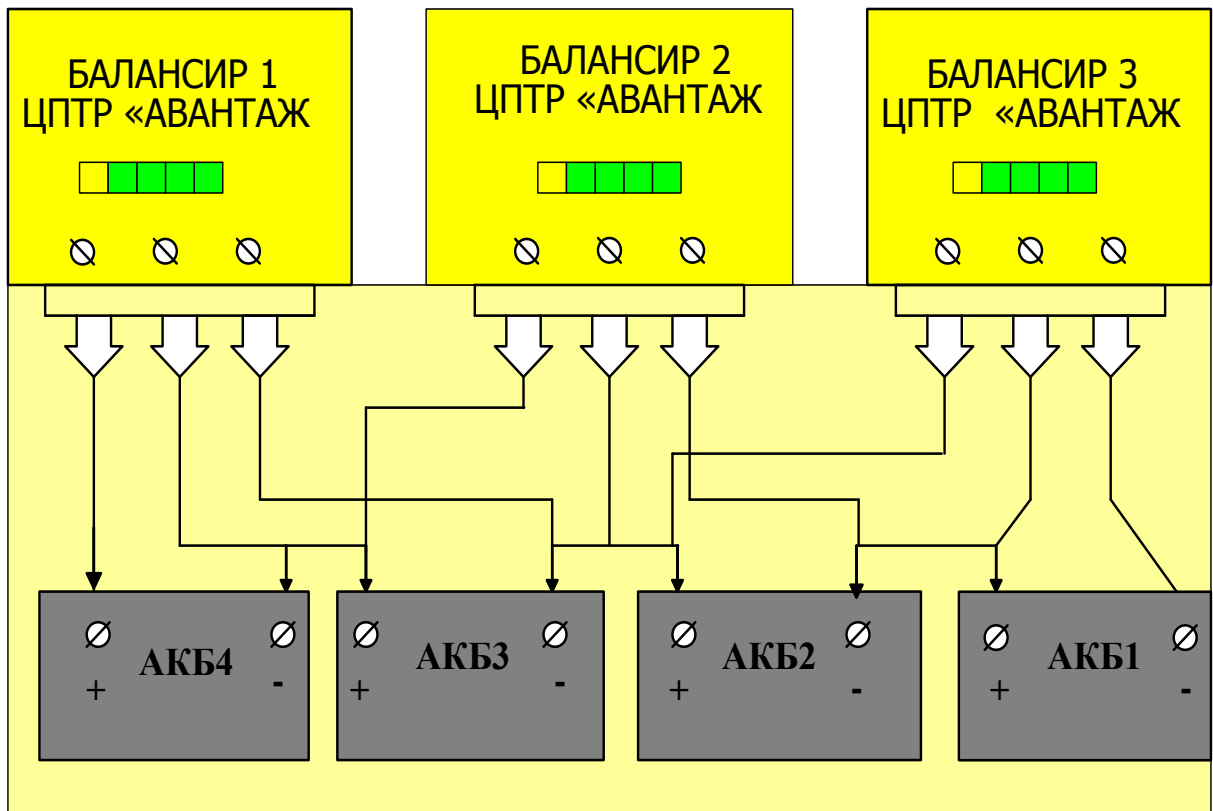 БАЛАНСИР 1
ЦПТР «АВАНТАЖ
БАЛАНСИР 2
ЦПТР «АВАНТАЖ
БАЛАНСИР 3
ЦПТР «АВАНТАЖ
АКБ4
+ -
АКБ3
+ -
АКБ2
+ -
АКБ1
+ -